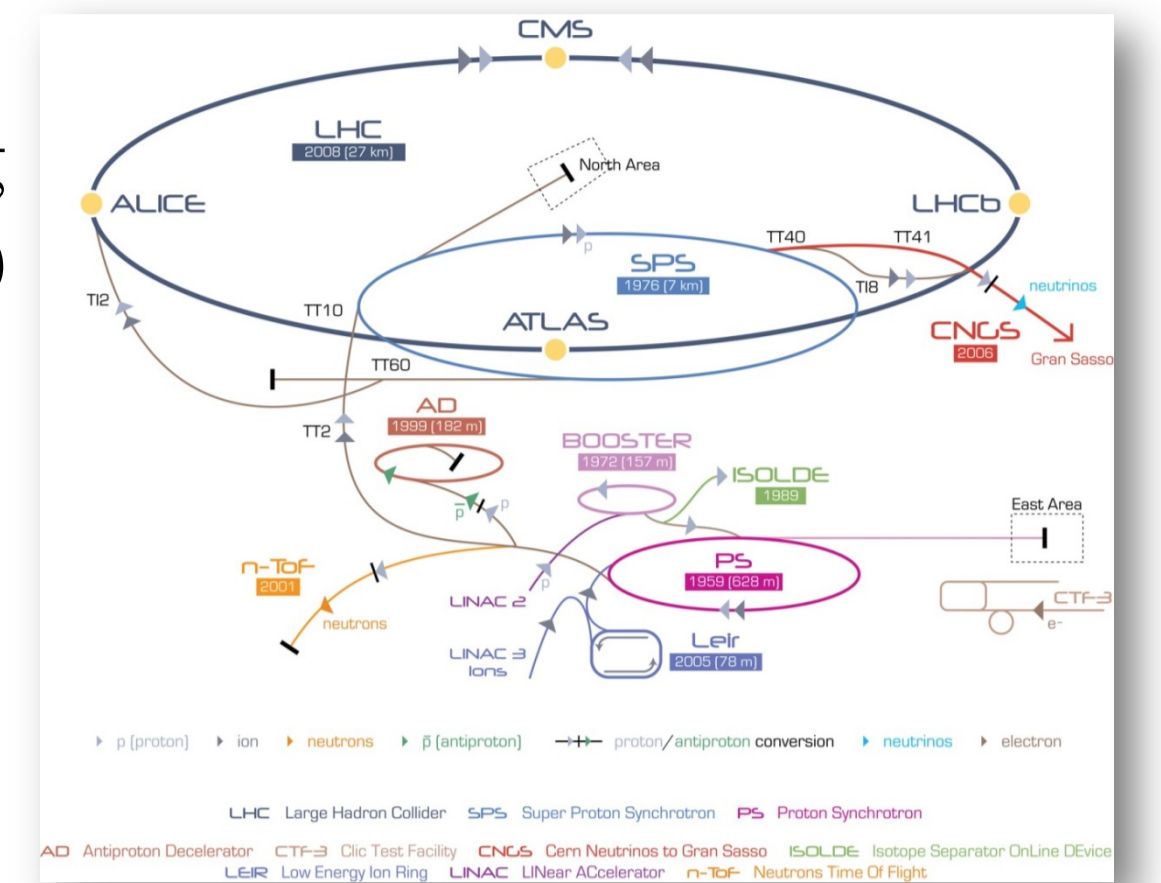 CMS
LHC
2008 (27 km)
North Area
ALICE
LHCb
p
TT40
TT41
SPS
1976 (7 km)
TI8
neutrinos
TI2
TT10
ATLAS
CNGS
2006
Gran Sasso
TT60
AD
1999 (182 m)
TT2
BOOSTER
1972 (157 m)
ISOLDE
1989
p̄
p
East Area
n-ToF
2001
PS
1959 (628 m)
p
LINAC 2
CTF-3
e-
neutrons
LINAC 3
Ions
Leir
2005 (78 m)
p (proton) ion neutrons p̄ (antiproton) proton/antiproton conversion neutrinos electron
LHC Large Hadron Collider SPS Super Proton Synchrotron PS Proton Synchrotron
AD Antiproton Decelerator CTF-3 Clic Test Facility CNGS Cern Neutrinos to Gran Sasso ISOLDE Isotope Separator OnLine DEvice
LEIR Low Energy Ion Ring LINAC LINear ACcelerator n-ToF Neutrons Time Of Flight